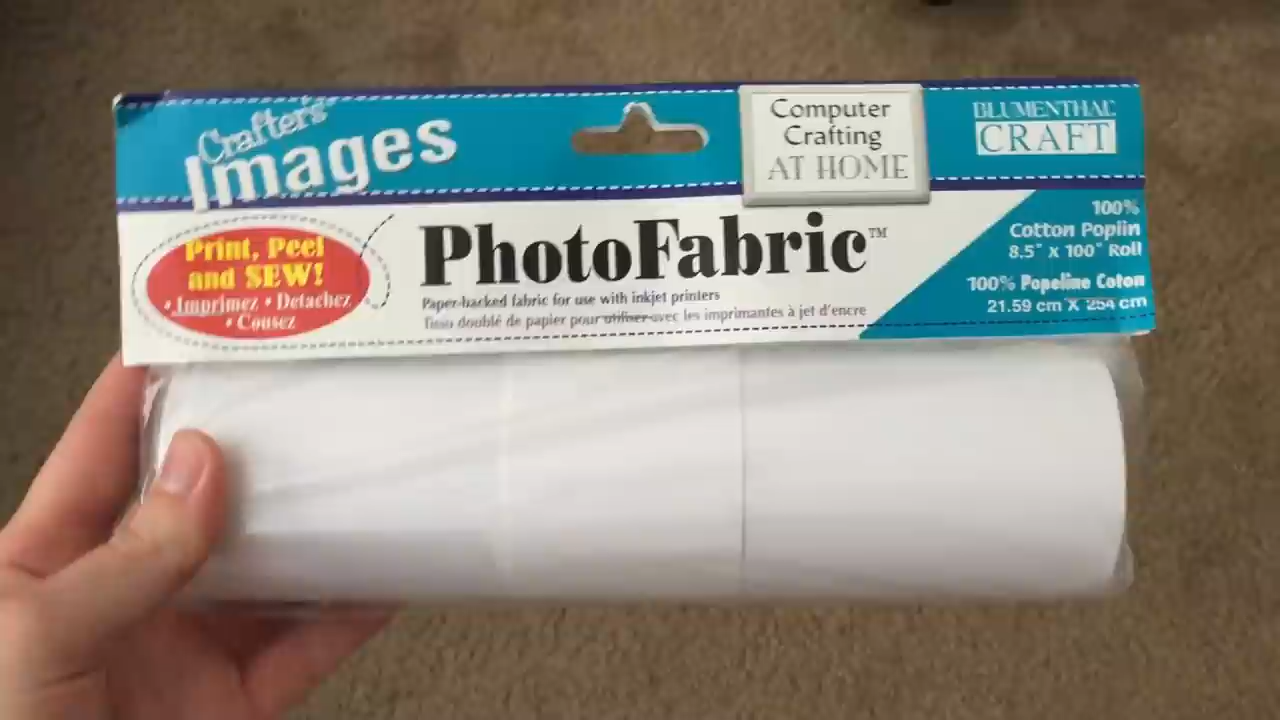 Crafter's
Images
Computer
Crafting
AT HOME
BLUMENTHAL
CRAFT
Print, Peel
and SEW!
• Imprimez • Detachez
• Cousez
PhotoFabric™
Paper-backed fabric for use with inkjet printers
Tissu doublé de papier pour utiliser avec les imprimantes à jet d'encre
100%
Cotton Poplin
8.5" X 100" Roll
100% Popeline Coton
21.59 cm X 254 cm